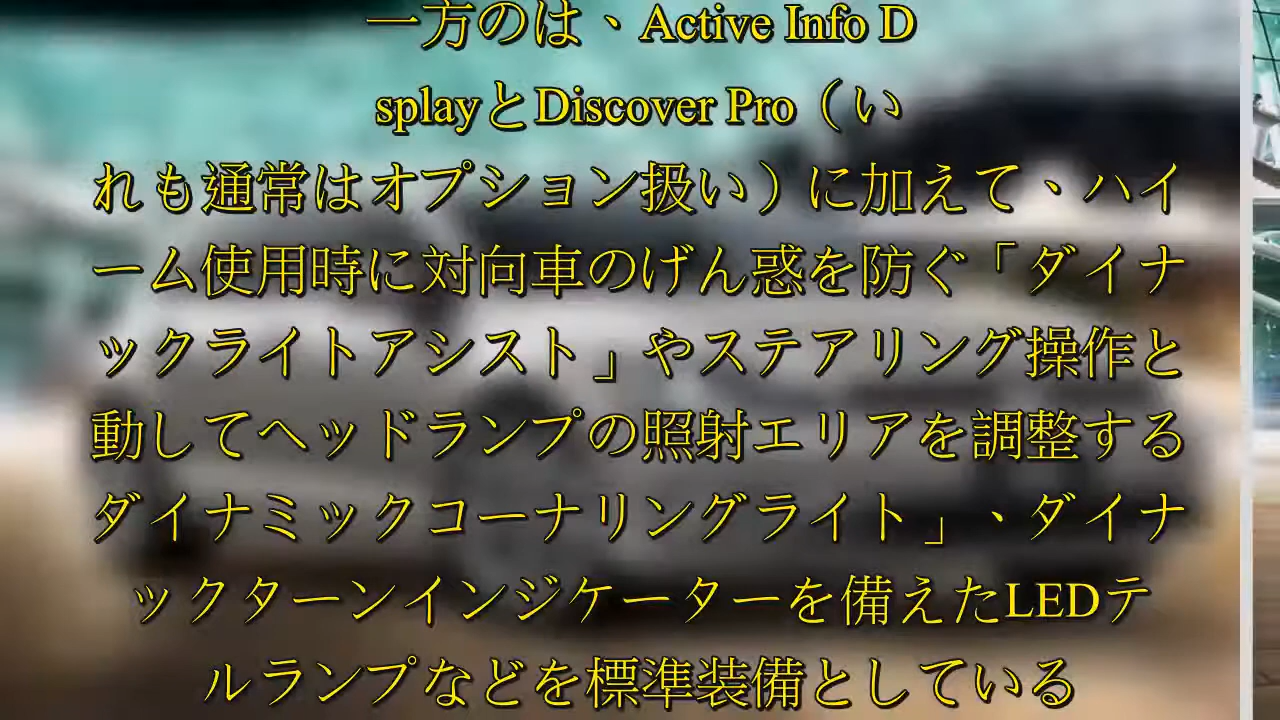 一方のは、Active Info D
splayとDiscover Pro（い
れも通常はオプション扱い）に加えて、ハイ
ーム使用時に対向車のげん惑を防ぐ「ダイナ
ックライトアシスト」やステアリング操作と
動してヘッドランプの照射エリアを調整する
ダイナミックコーナリングライト」、ダイナ
ックターンインジケーターを備えたLEDテ
ルランプなどを標準装備としている